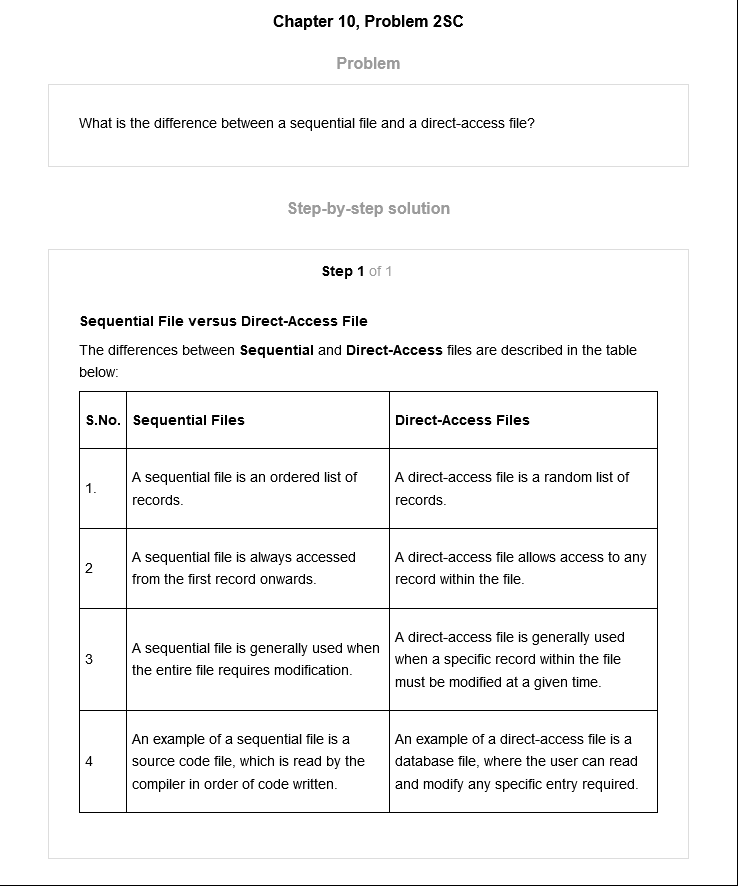 Chapter 10, Problem 2SC
Problem
What is the difference between a sequential file and a direct-access file?
Step-by-step solution
Step 1 of 1
Sequential File versus Direct-Access File
The differences between Sequential and Direct-Access files are described in the table
below:
S.No. Sequential Files Direct-Access Files
1.
A sequential file is an ordered list of
records.
A direct-access file is a random list of
records.
2
A sequential file is always accessed
from the first record onwards.
A direct-access file allows access to any
record within the file.
3
A sequential file is generally used when
the entire file requires modification.
A direct-access file is generally used
when a specific record within the file
must be modified at a given time.
4
An example of a sequential file is a
source code file, which is read by the
compiler in order of code written.
An example of a direct-access file is a
database file, where the user can read
and modify any specific entry required.